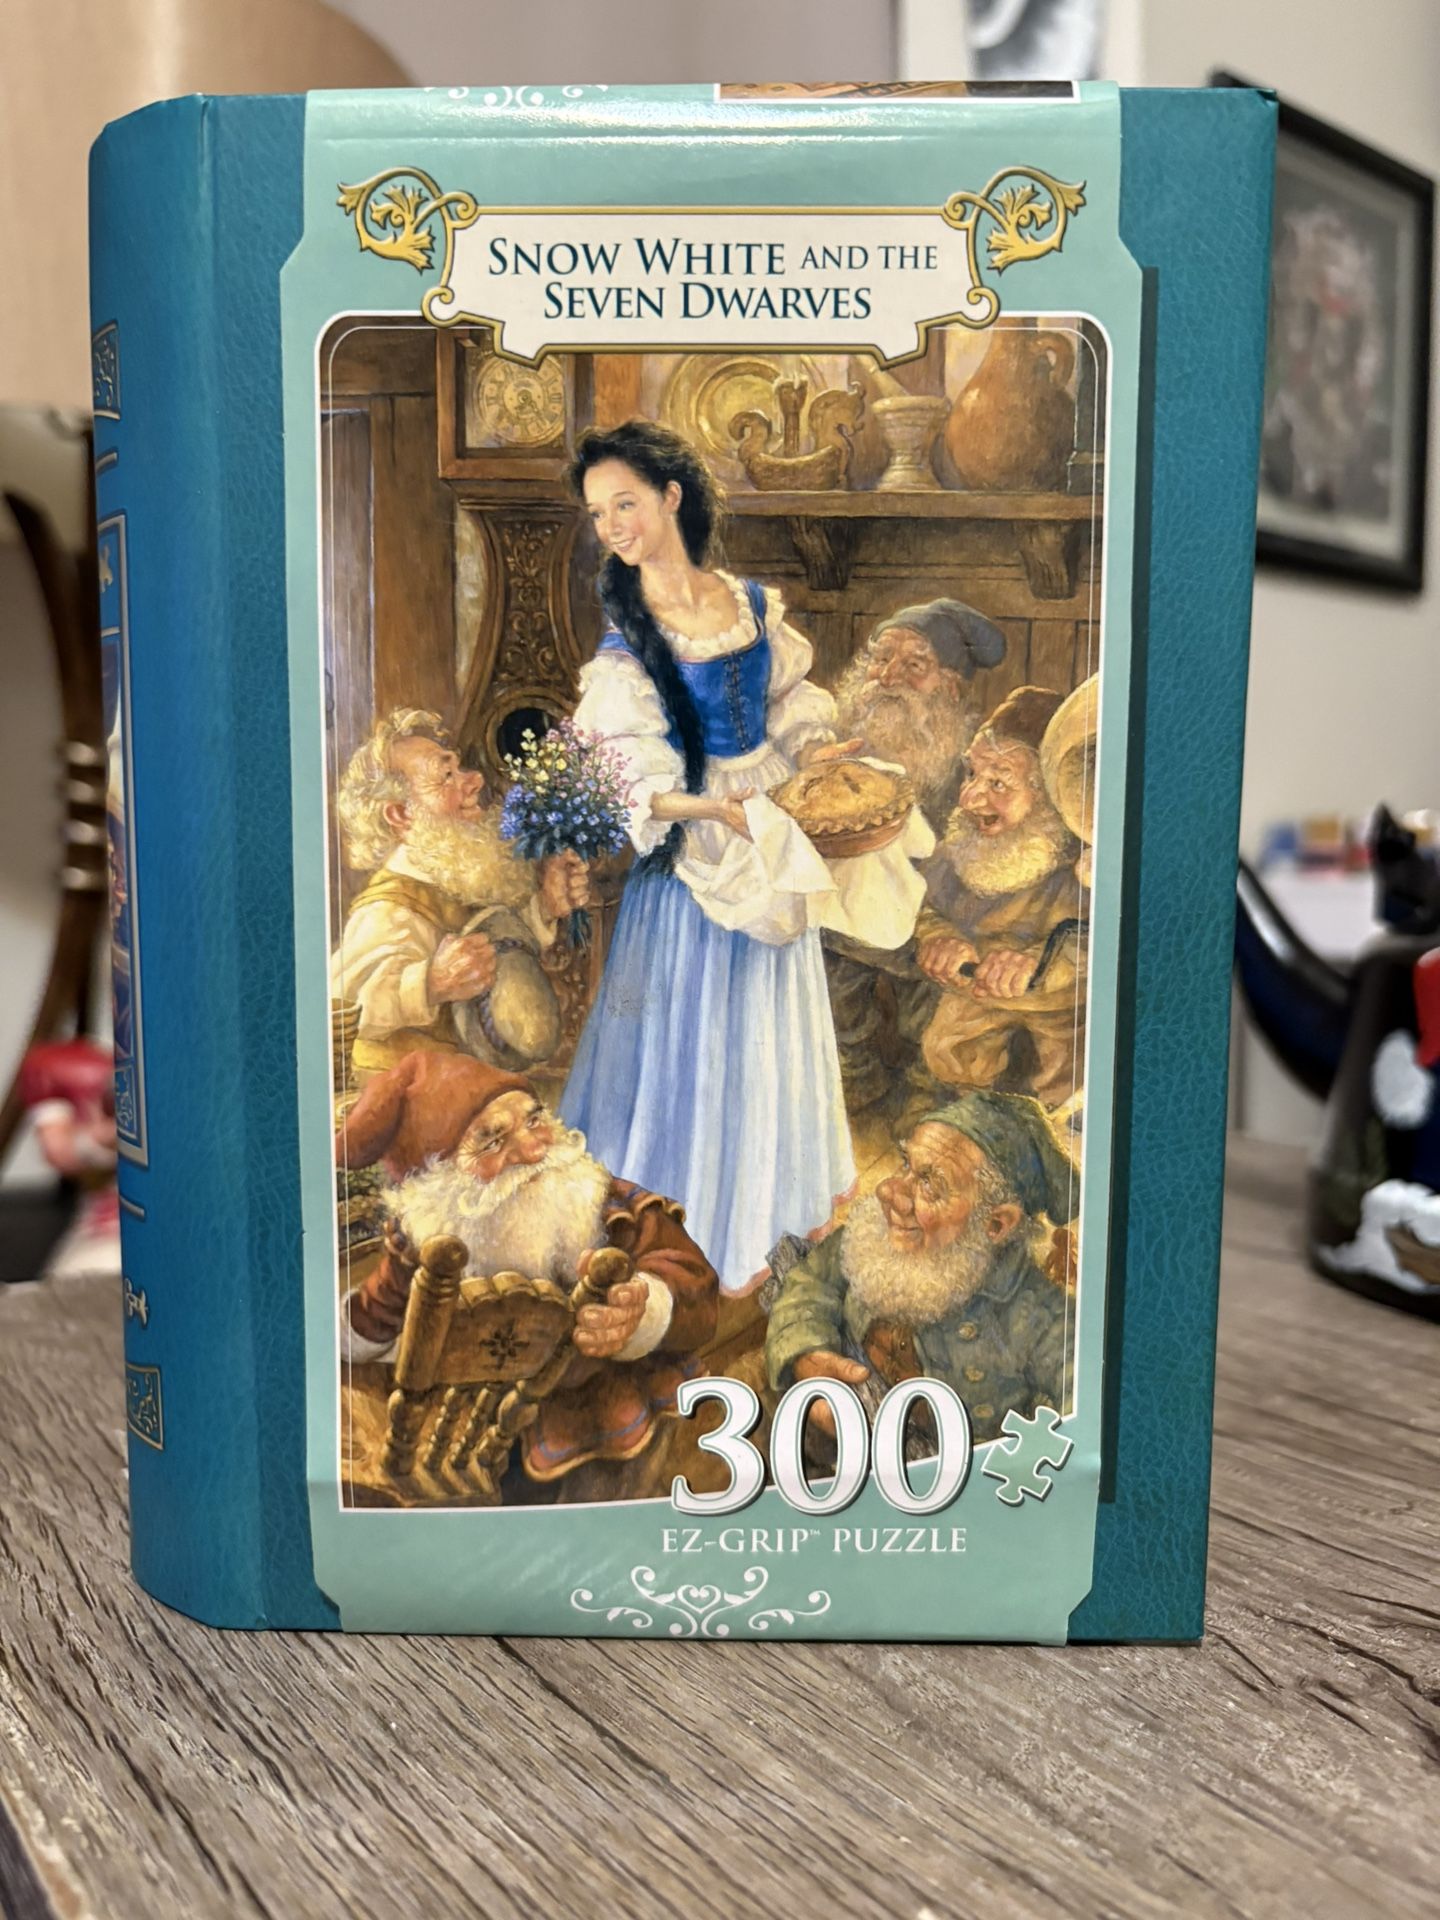 SNOW WHITE AND THE
SEVEN DWARVES
300
EZ-GRIP™ PUZZLE